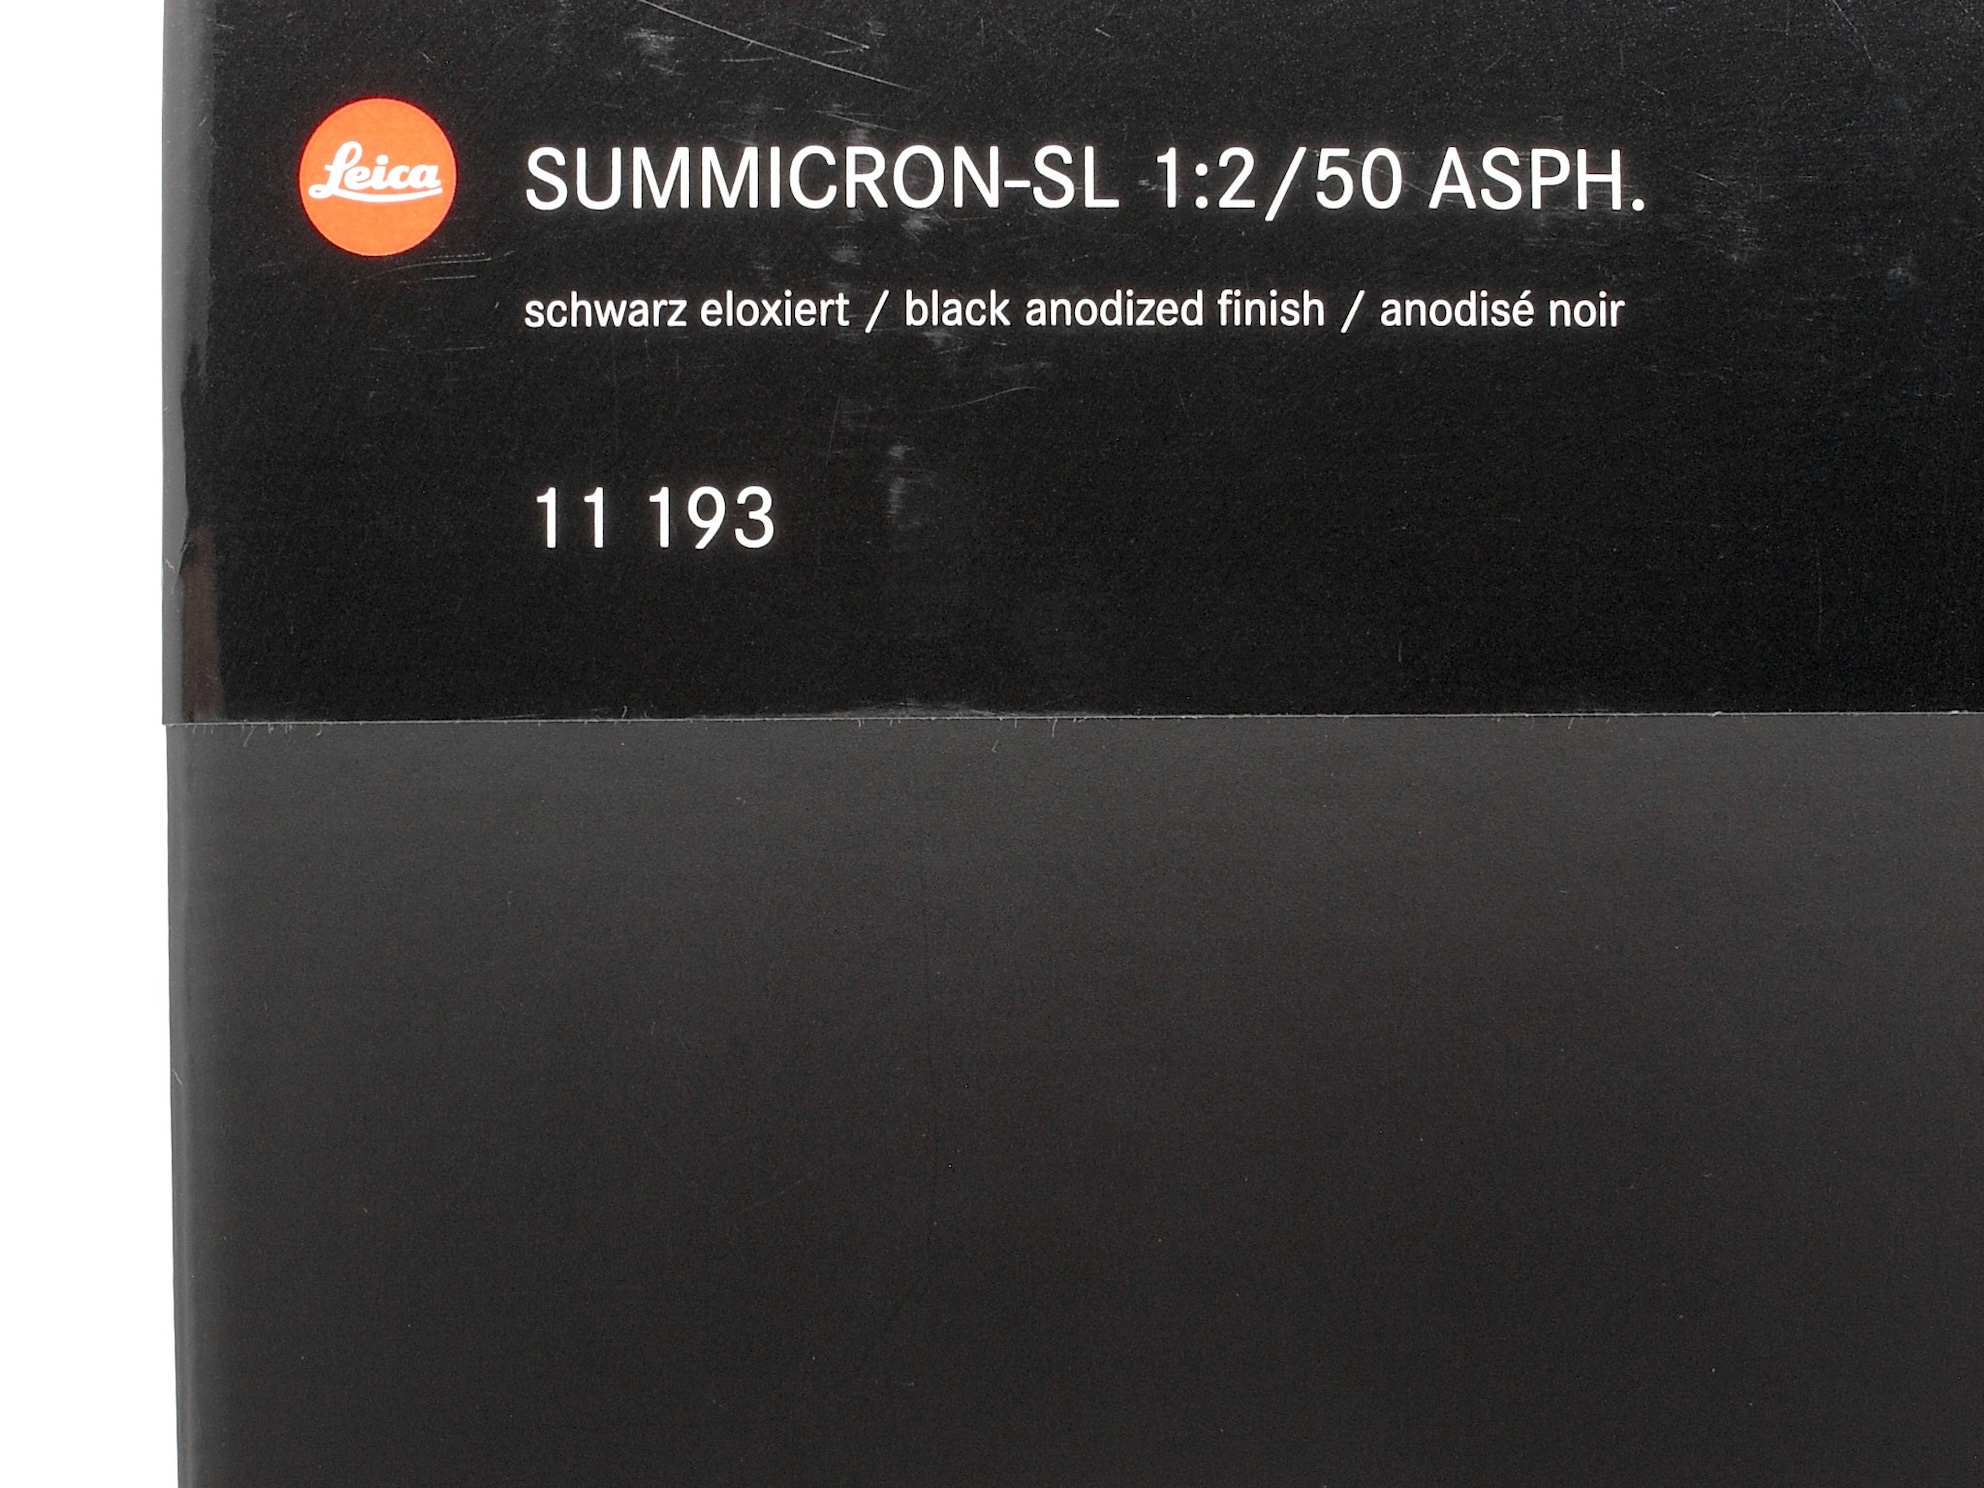 Leica
SUMMICRON-SL 1:2/50 ASPH.
schwarz eloxiert / black anodized finish / anodisé noir
11 193